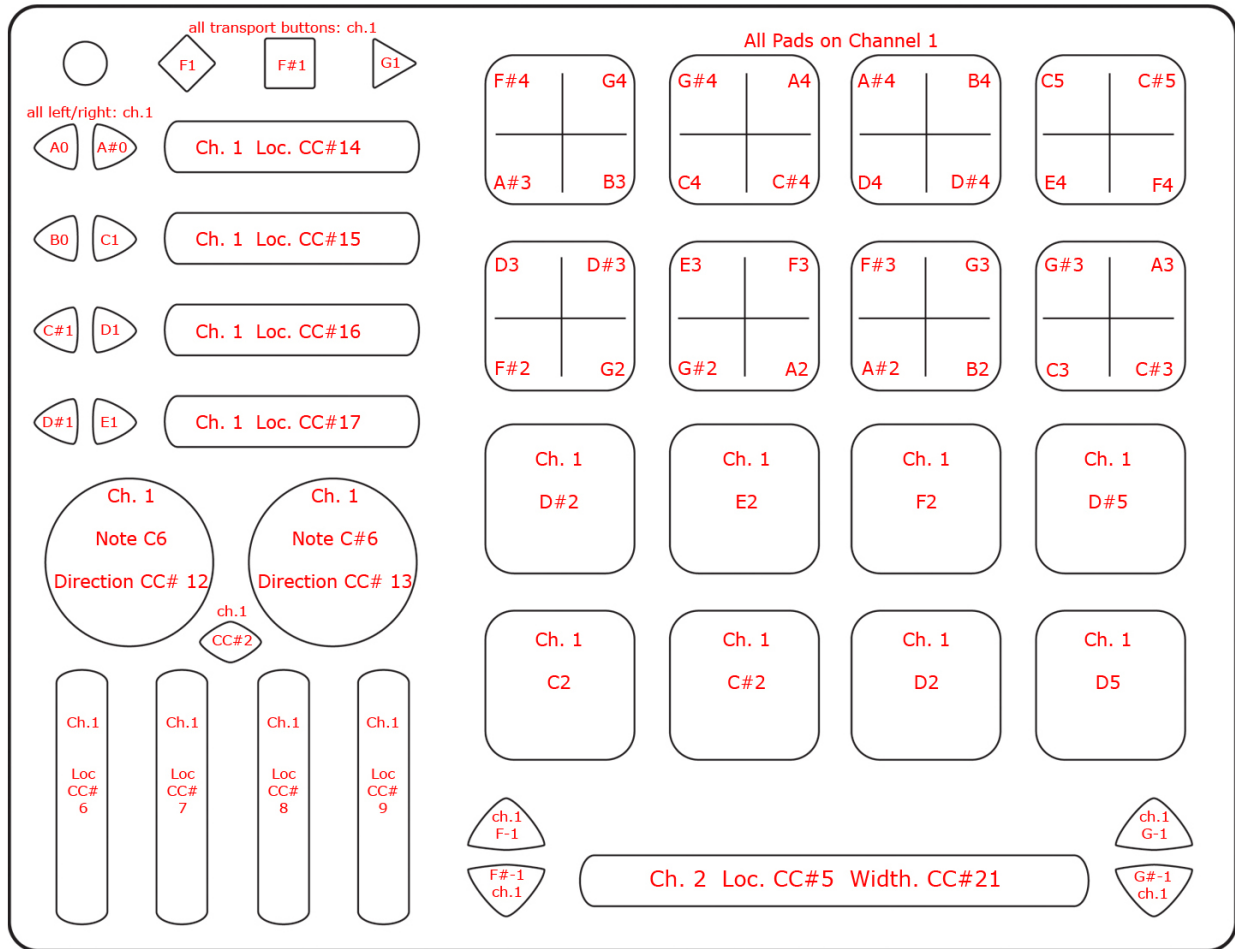 all transport buttons: ch.1
F1
F#1
G1
all left/right: ch.1
A0
A#0
Ch. 1 Loc. CC#14
B0
C1
Ch. 1 Loc. CC#15
C#1
D1
Ch. 1 Loc. CC#16
D#1
E1
Ch. 1 Loc. CC#17
Ch. 1
Note C6
Direction CC# 12
Ch. 1
Note C#6
Direction CC# 13
ch.1
CC#2
Ch.1
Loc
CC#
6
Ch.1
Loc
CC#
7
Ch.1
Loc
CC#
8
Ch.1
Loc
CC#
9
All Pads on Channel 1
F#4 G4
A#3 B3
G#4 A4
C4 C#4
A#4 B4
D4 D#4
C5 C#5
E4 F4
D3 D#3
F#2 G2
E3 F3
G#2 A2
F#3 G3
A#2 B2
G#3 A3
C3 C#3
Ch. 1
D#2
Ch. 1
E2
Ch. 1
F2
Ch. 1
D#5
Ch. 1
C2
Ch. 1
C#2
Ch. 1
D2
Ch. 1
D5
ch.1
F-1
F#-1
ch.1
Ch. 2 Loc. CC#5 Width. CC#21
ch.1
G-1
G#-1
ch.1